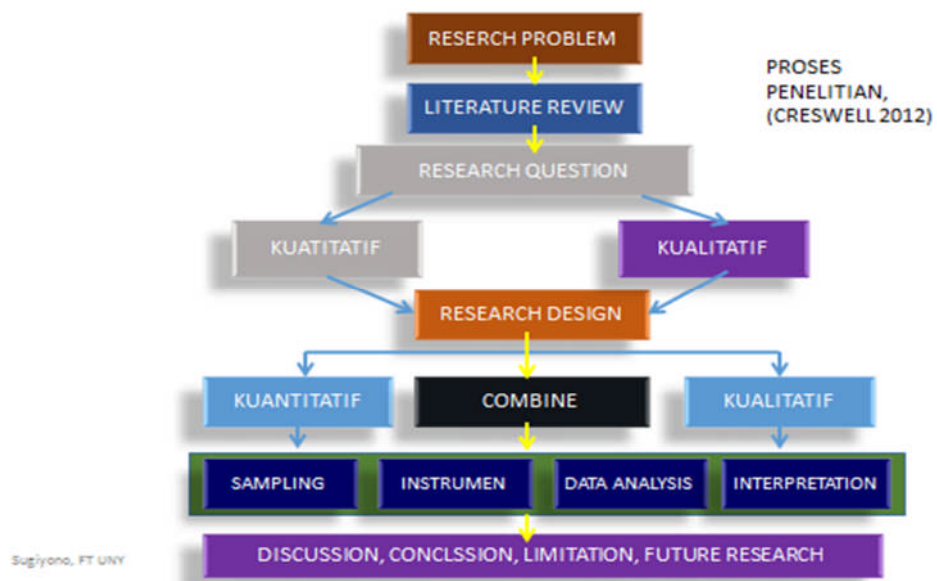 RESERCH PROBLEM
PROSES
PENELITIAN,
(CRESWELL 2012)
LITERATURE REVIEW
RESEARCH QUESTION
KUATITATIF
KUALITATIF
RESEARCH DESIGN
KUANTITATIF
COMBINE
KUALITATIF
SAMPLING
INSTRUMEN
DATA ANALYSIS
INTERPRETATION
DISCUSSION, CONCLSSION, LIMITATION, FUTURE RESEARCH
Sugiyono, FT UNY